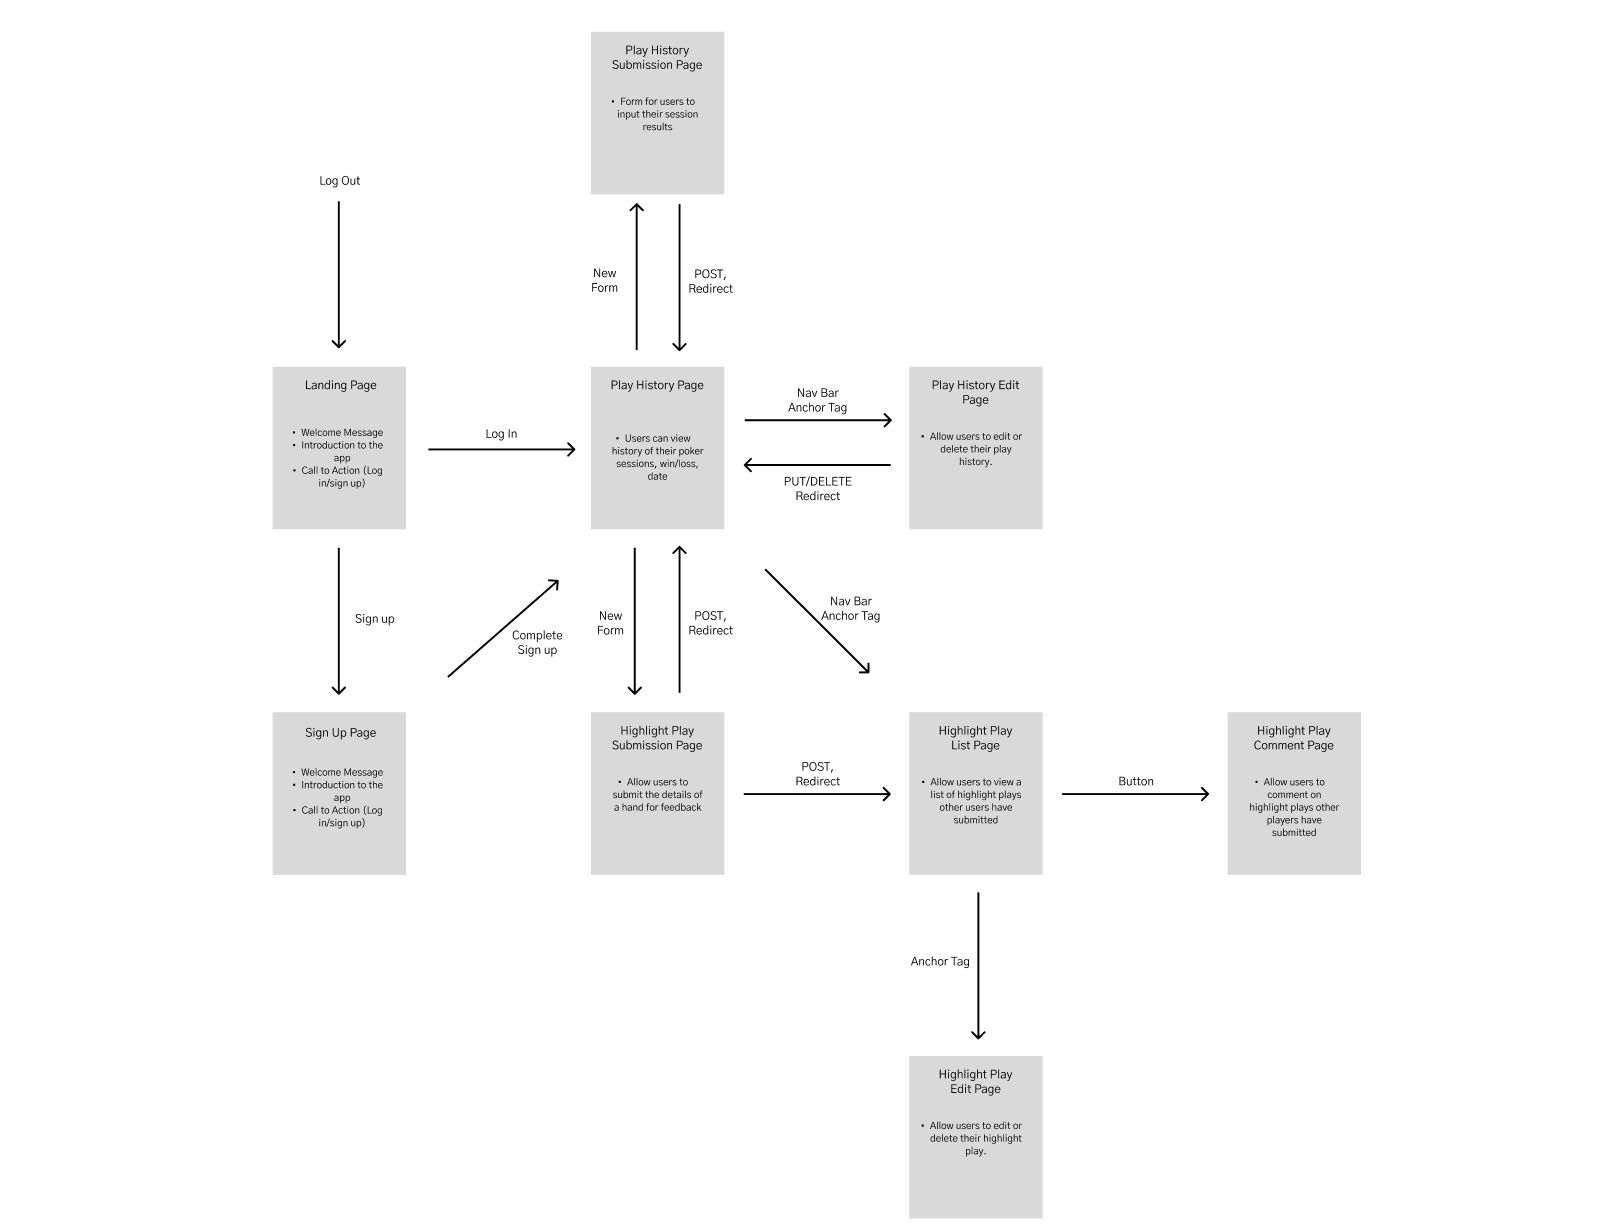 Play History
Submission Page
• Form for users to
input their session
results
Log Out
New
Form
POST,
Redirect
Landing Page
• Welcome Message
• Introduction to the
app
• Call to Action (Log
in/sign up)
Log In
Play History Page
• Users can view
history of their poker
sessions, win/loss,
date
Nav Bar
Anchor Tag
PUT/DELETE
Redirect
Play History Edit
Page
• Allow users to edit or
delete their play
history.
Sign up
Complete
Sign up
New
Form
POST,
Redirect
Nav Bar
Anchor Tag
Sign Up Page
• Welcome Message
• Introduction to the
app
• Call to Action (Log
in/sign up)
Highlight Play
Submission Page
• Allow users to
submit the details of
a hand for feedback
POST,
Redirect
Highlight Play
List Page
• Allow users to view a
list of highlight plays
other users have
submitted
Button
Highlight Play
Comment Page
• Allow users to
comment on
highlight plays other
players have
submitted
Anchor Tag
Highlight Play
Edit Page
• Allow users to edit or
delete their highlight
play.